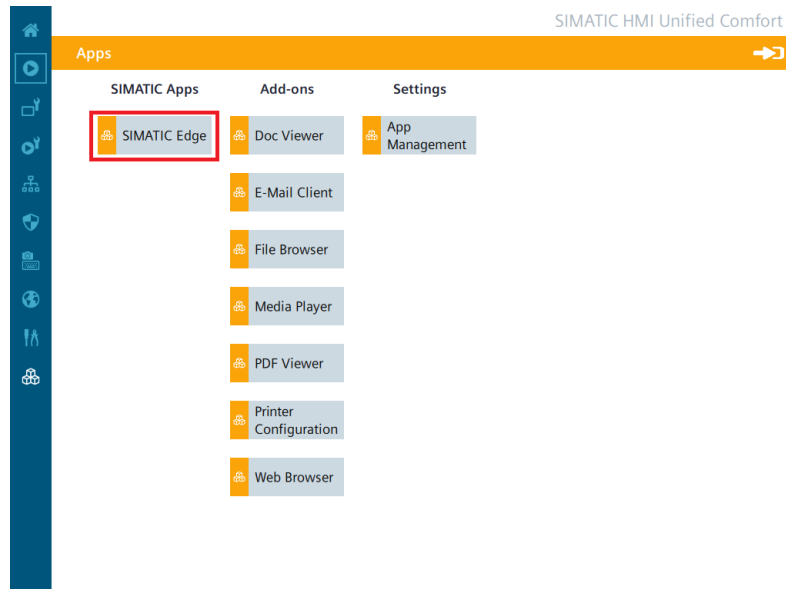 SIMATIC HMI Unified Comfort
Apps
SIMATIC Apps
Add-ons
Settings
SIMATIC Edge
Doc Viewer
App
Management
E-Mail Client
File Browser
Media Player
PDF Viewer
Printer
Configuration
Web Browser